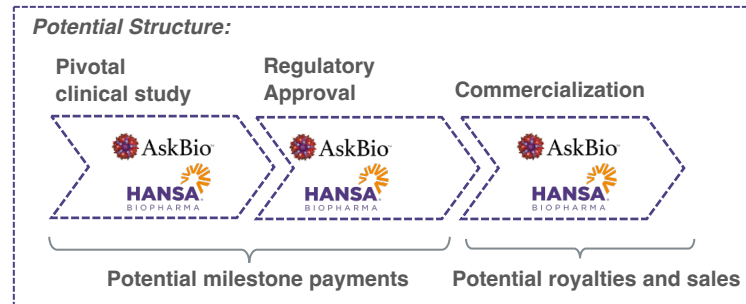 Potential Structure:
Pivotal
clinical study
Regulatory
Approval
Commercialization
AskBio
HANSA
BIOPHARMA
AskBio
HANSA
BIOPHARMA
AskBio
HANSA
BIOPHARMA
Potential milestone payments
Potential royalties and sales